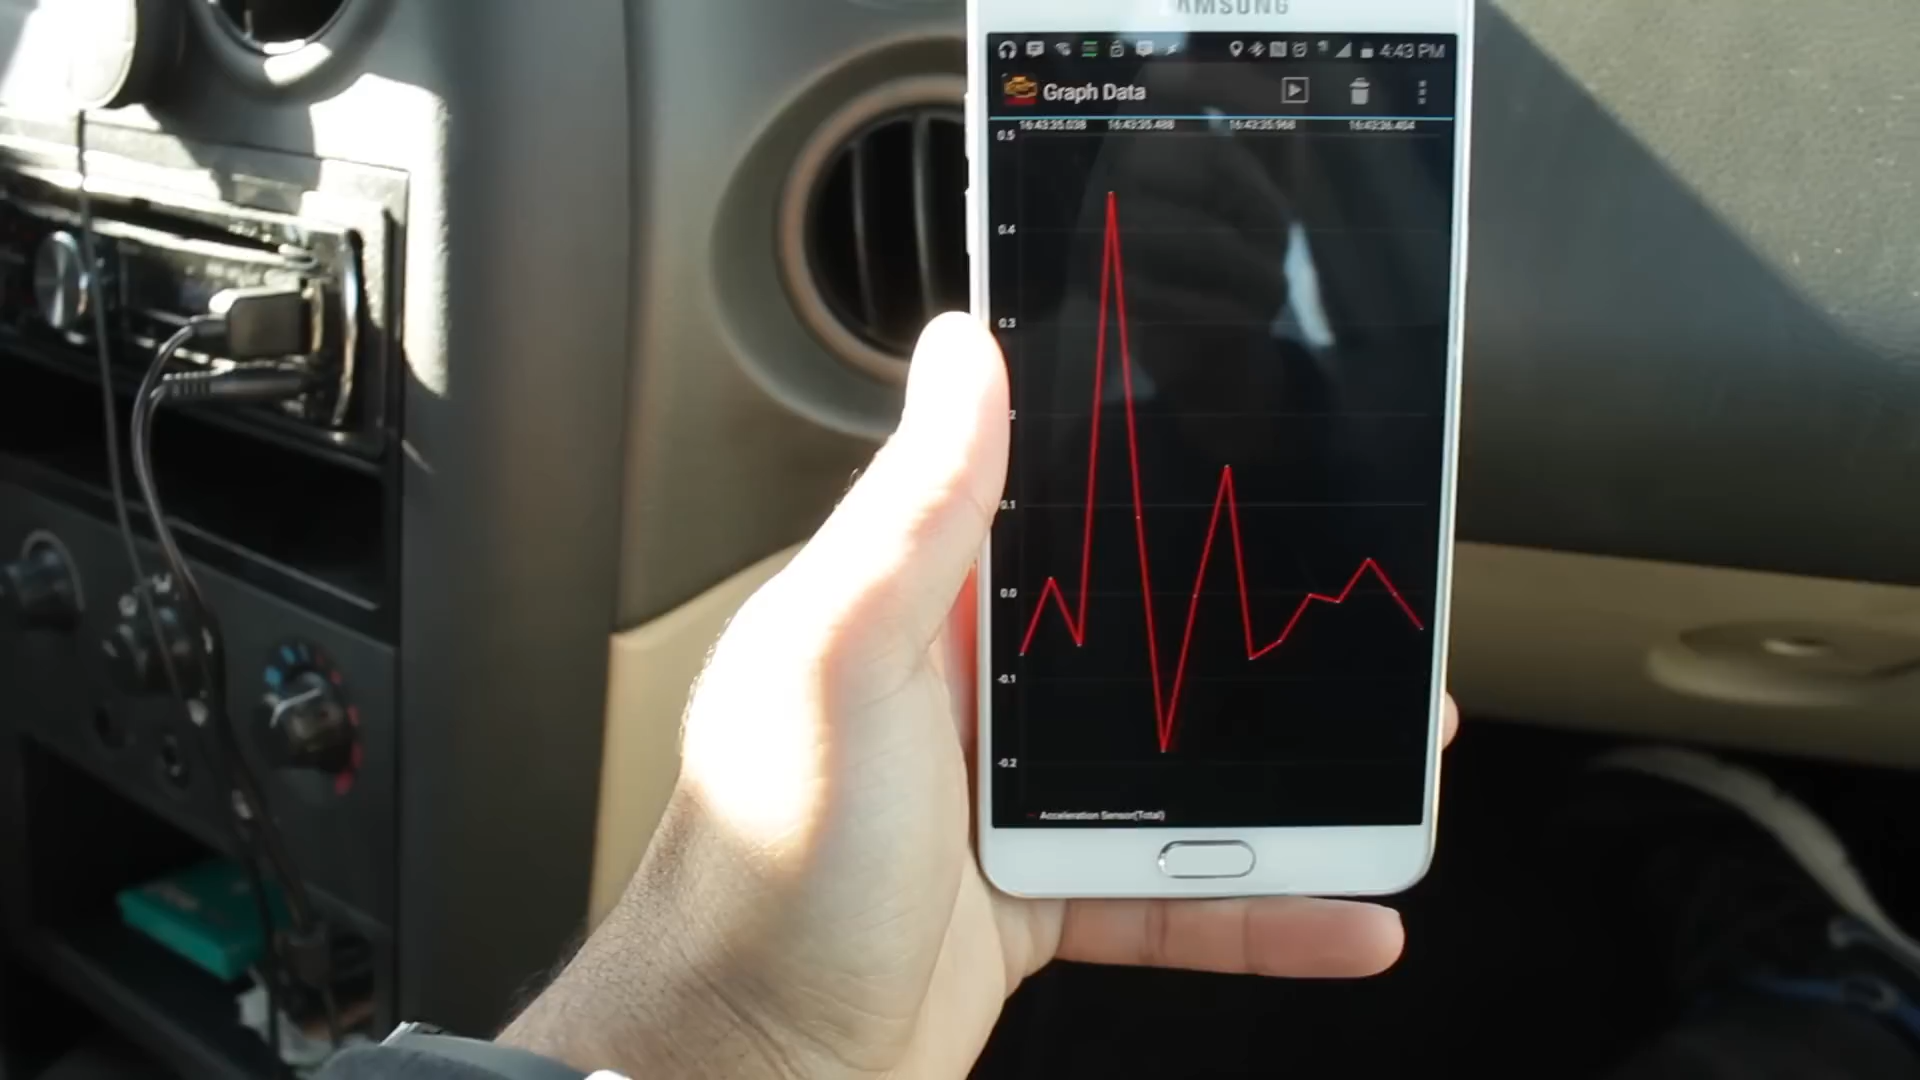 SAMSUNG
4:43 PM
Graph Data
16:43:35.038 16:43:35.488 16:43:35.968 16:43:36.404
0.5
0.4
0.3
2
0.1
0.0
-0.1
-0.2
Acceleration Sensor(Total)